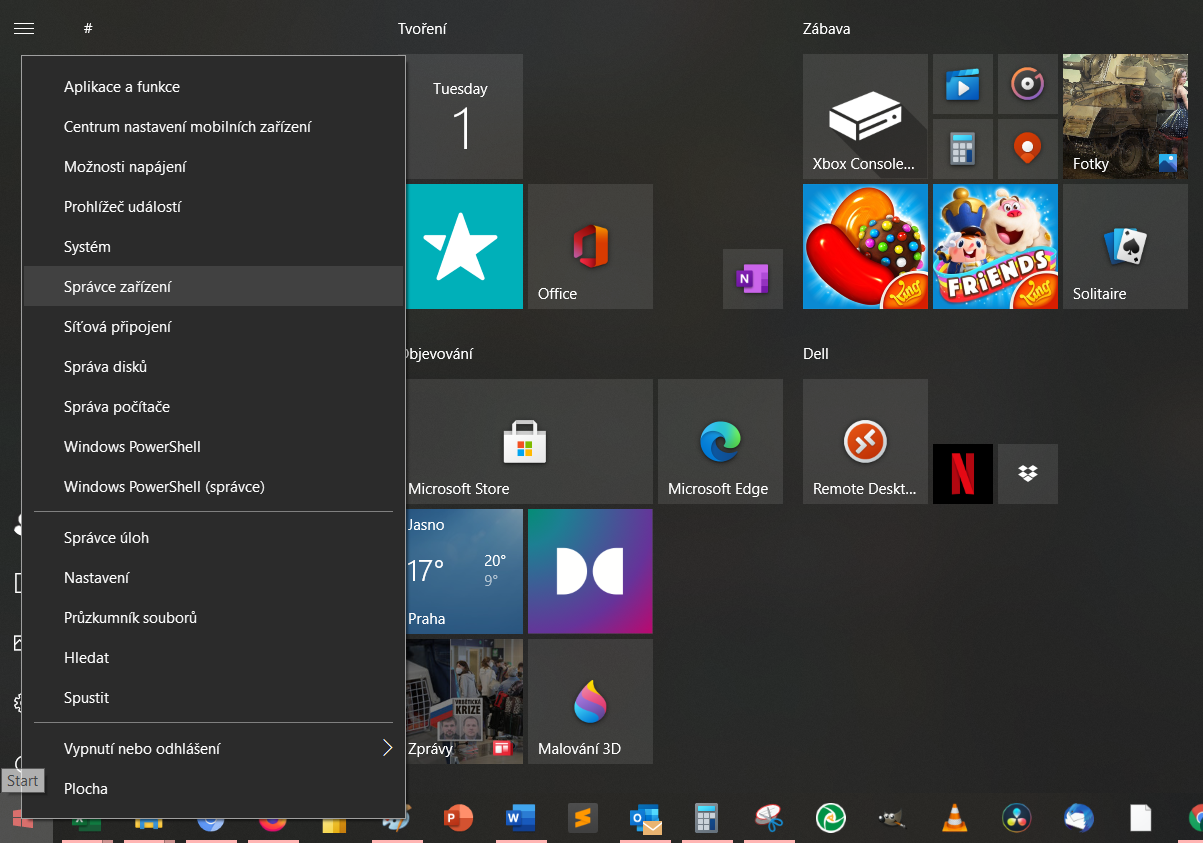 #
Aplikace a funkce
Centrum nastavení mobilních zařízení
Možnosti napájení
Prohlížeč událostí
Systém
Správce zařízení
Síťová připojení
Správa disků
Správa počítače
Windows PowerShell
Windows PowerShell (správce)
Správce úloh
Nastavení
Průzkumník souborů
Hledat
Spustit
Vypnutí nebo odhlášení
Plocha
Start
Tvoření
Tuesday
1
Office
N
Objevování
Microsoft Store
Microsoft Edge
Jasno
17°
20°
9°
Praha
Zprávy
KRIZE
Malování 3D
Zábava
Xbox Console...
Fotky
King
FRIENDS
King
Solitaire
Dell
Remote Deskt...
N
X
P
W
S
O